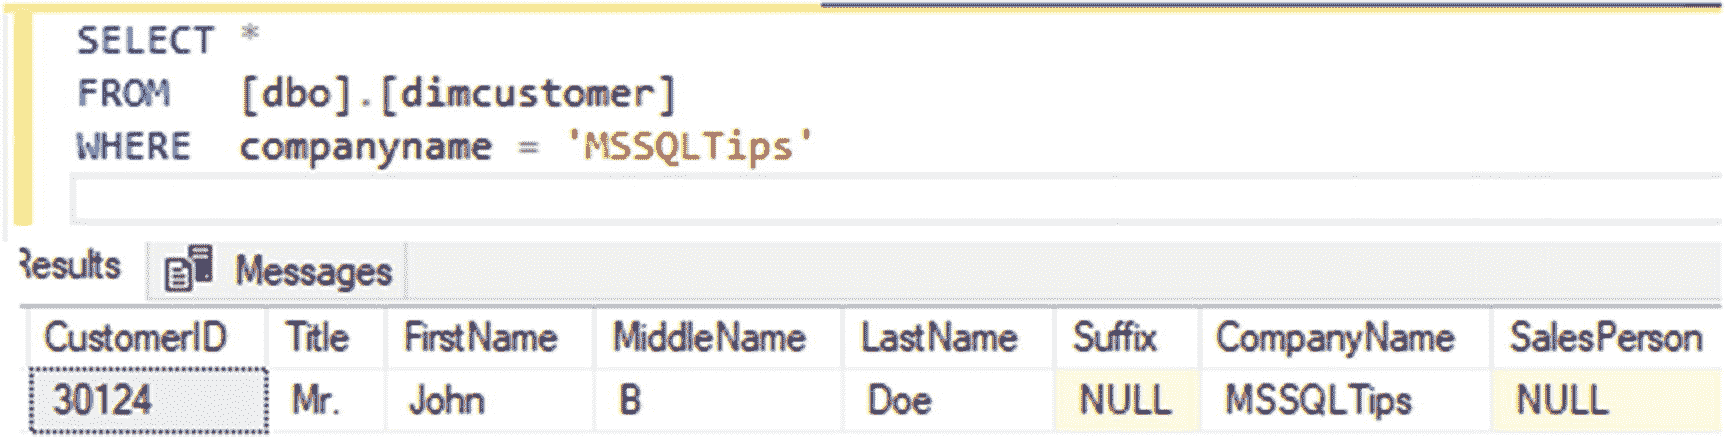 SELECT *
FROM [dbo].[dimcustomer]
WHERE companyname = 'MSSQLTips'
Results Messages
CustomerID Title FirstName MiddleName LastName Suffix CompanyName SalesPerson
30124 Mr. John B Doe NULL MSSQLTips NULL